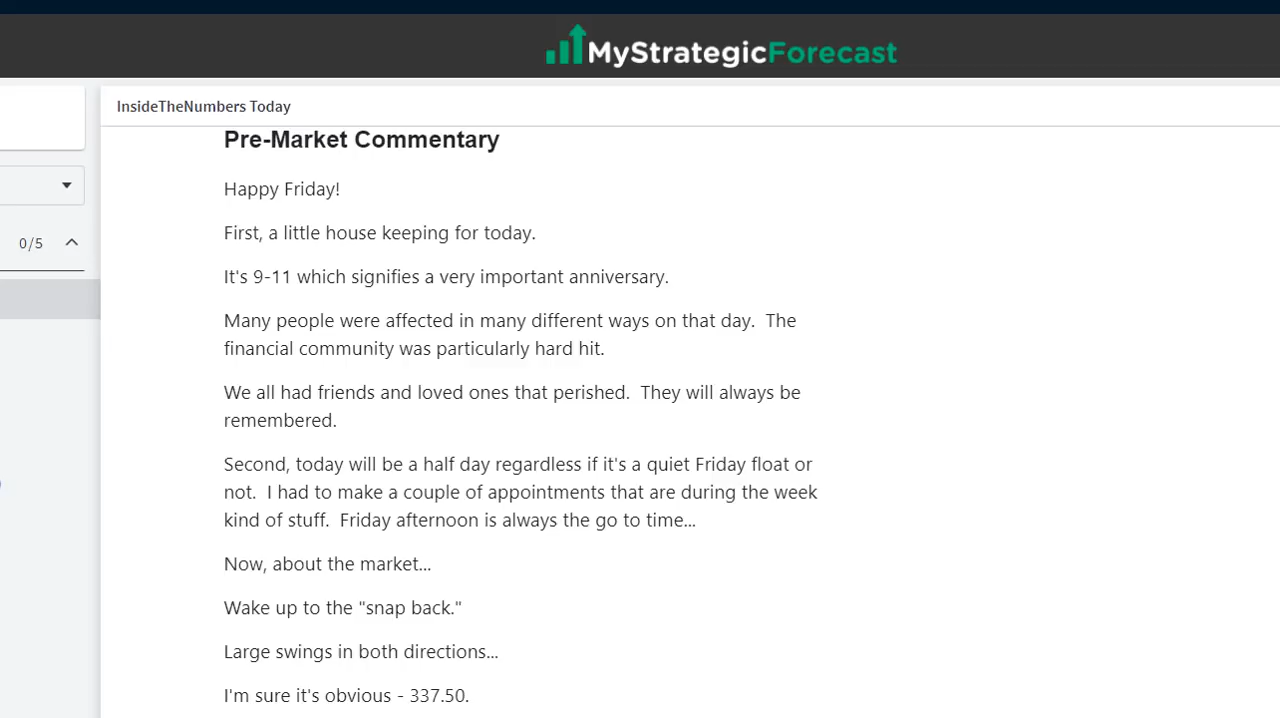 MyStrategicForecast
InsideTheNumbers Today
Pre-Market Commentary
Happy Friday!
First, a little house keeping for today.
It's 9-11 which signifies a very important anniversary.
0/5
Many people were affected in many different ways on that day.  The
financial community was particularly hard hit.
We all had friends and loved ones that perished.  They will always be
remembered.
Second, today will be a half day regardless if it's a quiet Friday float or
not.  I had to make a couple of appointments that are during the week
kind of stuff.  Friday afternoon is always the go to time...
Now, about the market...
Wake up to the "snap back."
Large swings in both directions...
I'm sure it's obvious - 337.50.